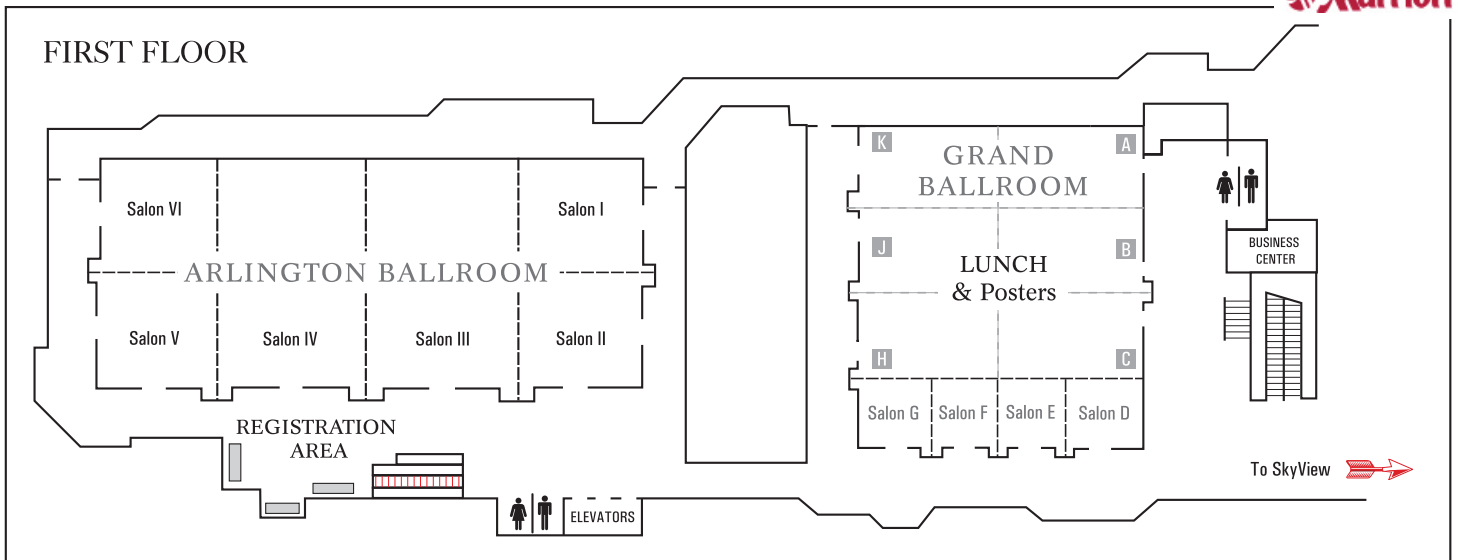 Marriott
FIRST FLOOR
Salon VI
Salon I
ARLINGTON BALLROOM
Salon V
Salon IV
Salon III
Salon II
REGISTRATION
AREA
ELEVATORS
K
A
GRAND
BALLROOM
J
B
LUNCH
& Posters
H
C
Salon G
Salon F
Salon E
Salon D
BUSINESS
CENTER
To SkyView